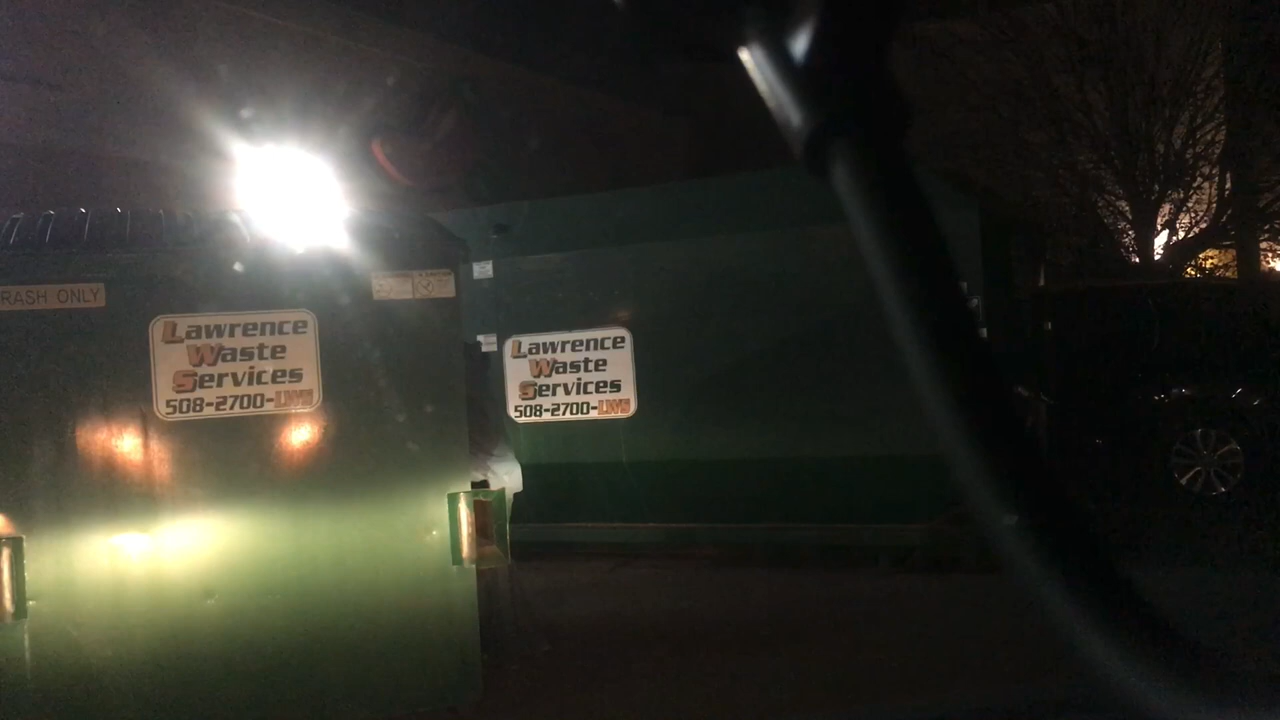 RASH ONLY
Lawrence
Waste
Services
508-2700-LWS
Lawrence
Waste
Services
508-2700-LWS